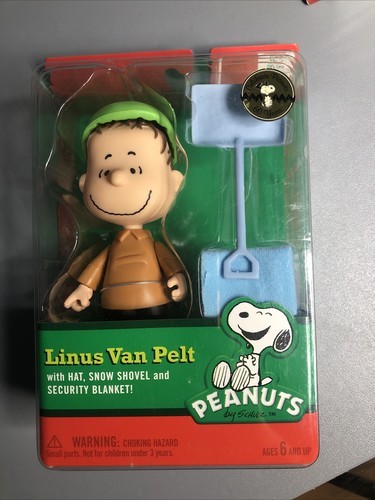 Linus Van Pelt
with HAT, SNOW SHOVEL and
SECURITY BLANKET!
PEANUTS
by Schulz ™
WARNING: CHOKING HAZARD
Small parts. Not for children under 3 years.
AGES 6 AND UP